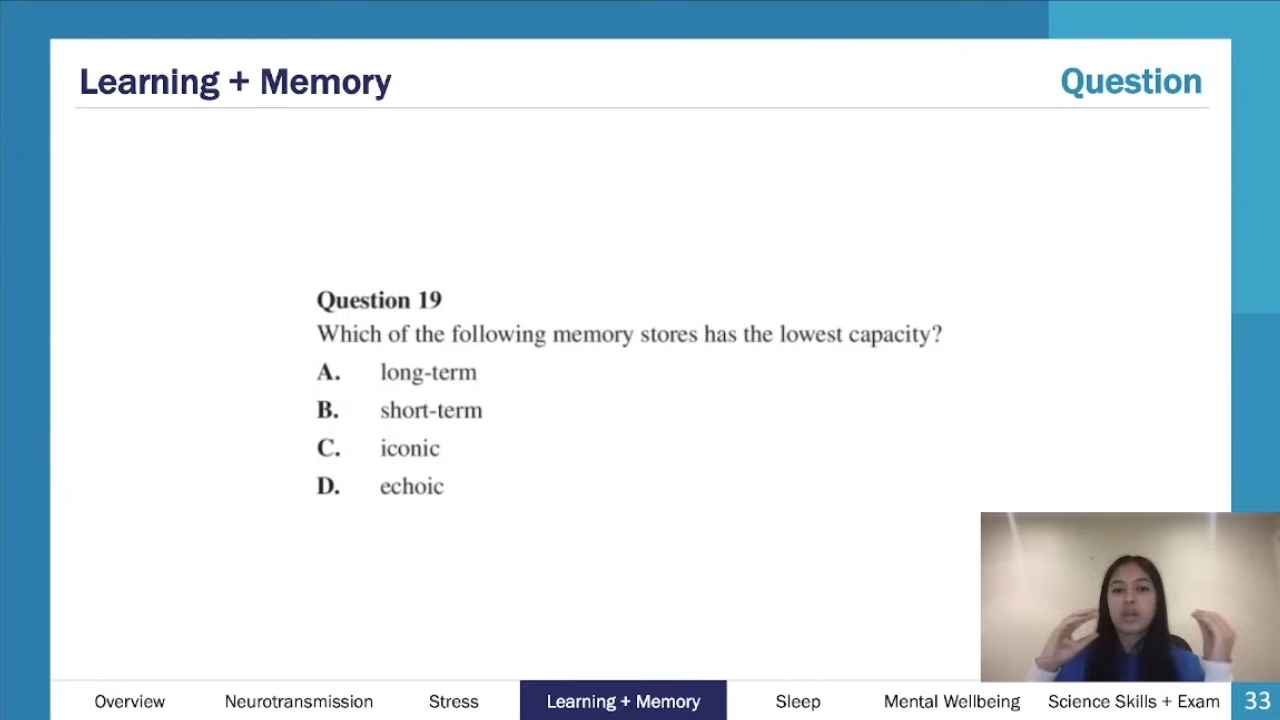 Learning + Memory
Question
Question 19
Which of the following memory stores has the lowest capacity?
A. long-term
B. short-term
C. iconic
D. echoic
Overview Neurotransmission Stress Learning + Memory Sleep Mental Wellbeing Science Skills + Exam 33